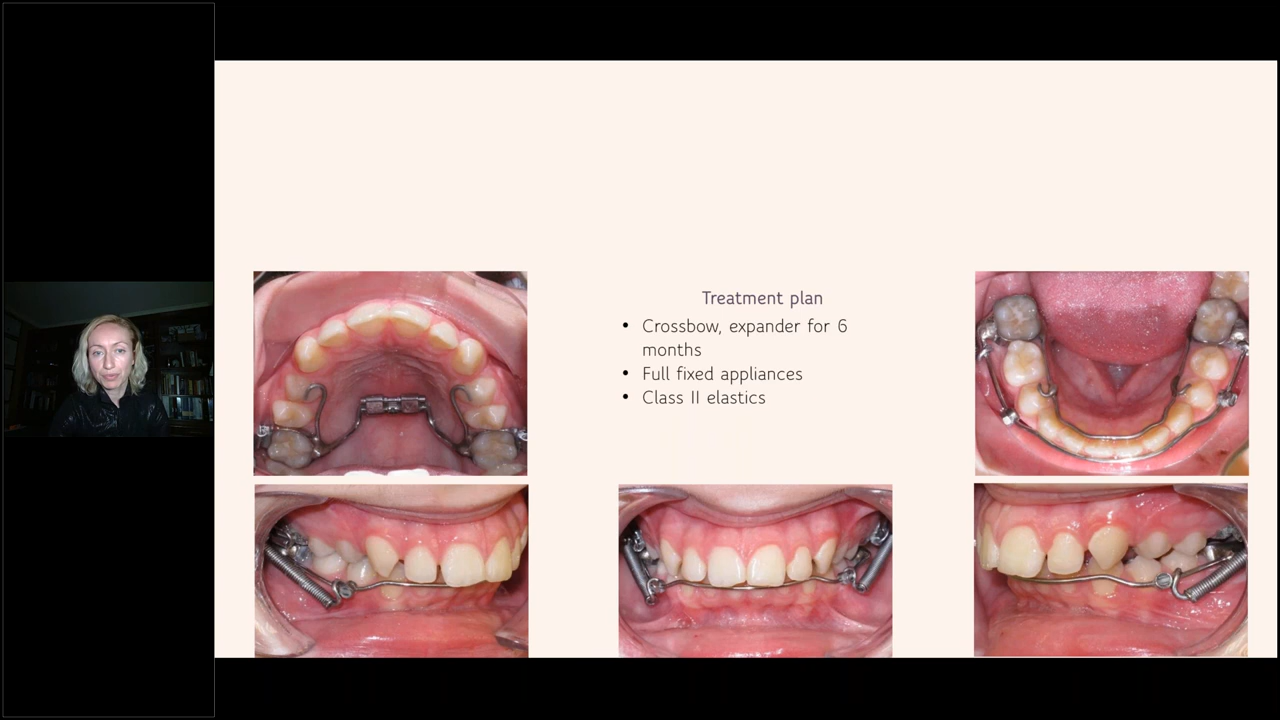 Treatment plan
• Crossbow, expander for 6
months
• Full fixed appliances
• Class II elastics